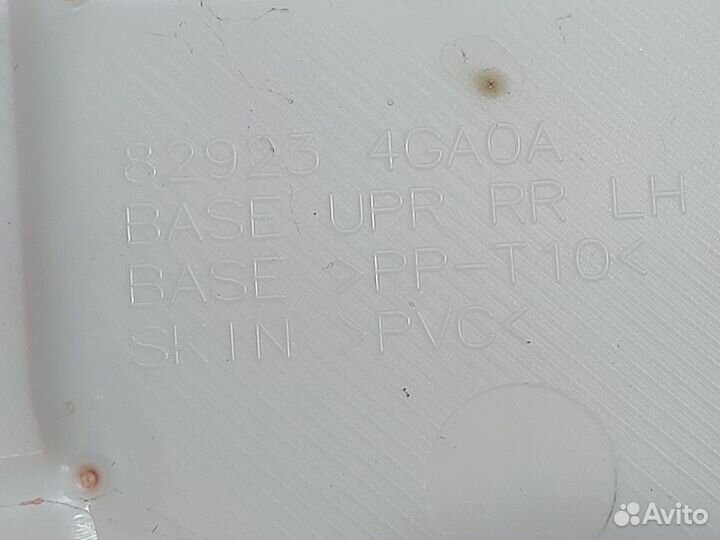 82923 4GA0A
BASE UPR RR LH
BASE >PP-T10<
SKIN >PVC<
Avito